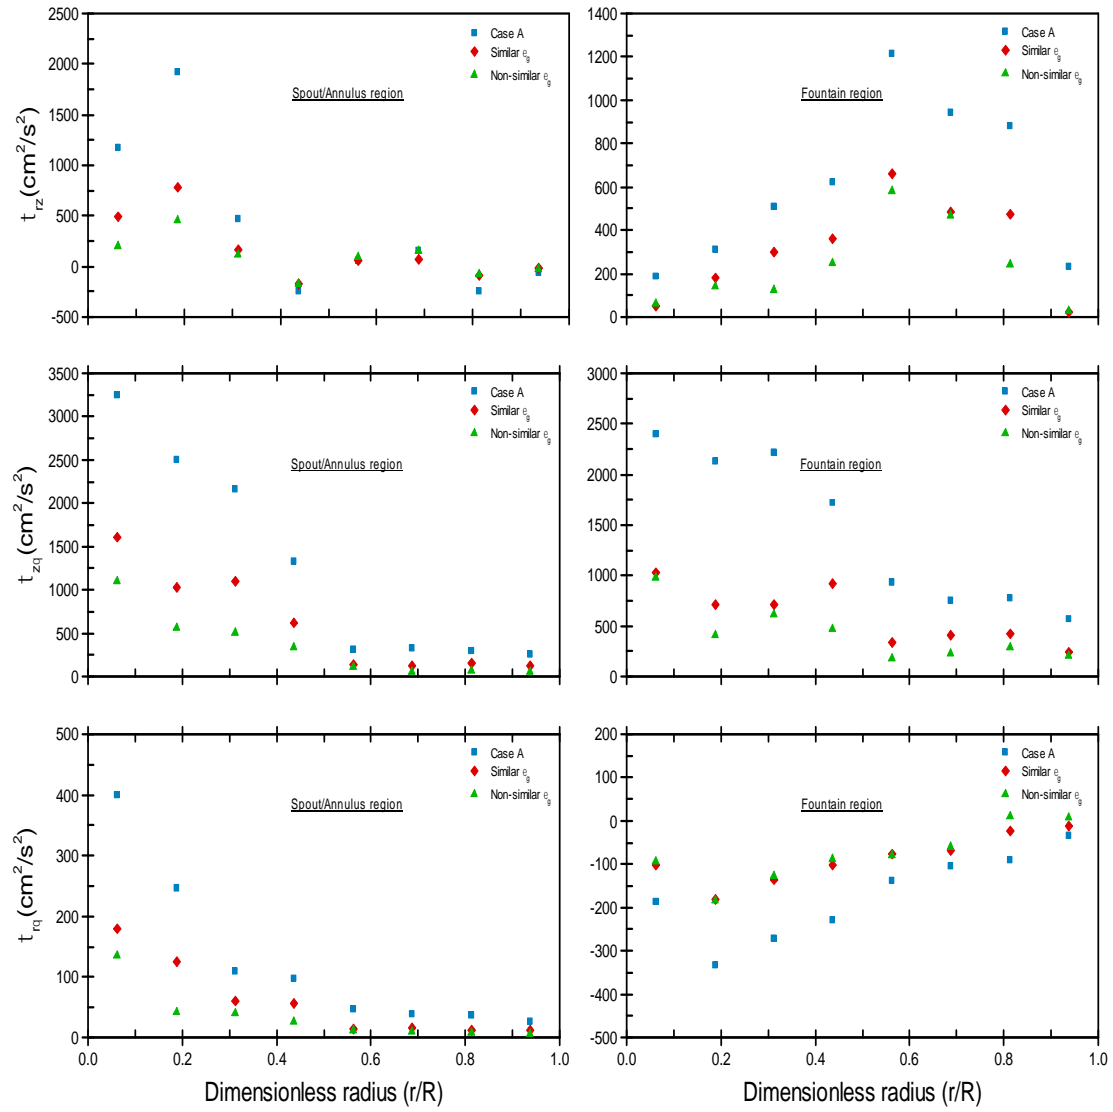 2500
2000
1500
1000
500
0
-500
t_rz (cm²/s²)
Case A
Similar e_g
Non-similar e_g
Spout/Annulus region
1400
1200
1000
800
600
400
200
0
Case A
Similar e_g
Non-similar e_g
Fountain region
3500
3000
2500
2000
1500
1000
500
0
t_zq (cm²/s²)
Case A
Similar e_g
Non-similar e_g
Spout/Annulus region
3000
2500
2000
1500
1000
500
0
Case A
Similar e_g
Non-similar e_g
Fountain region
500
400
300
200
100
0
t_rq (cm²/s²)
Case A
Similar e_g
Non-similar e_g
Spout/Annulus region
0.0 0.2 0.4 0.6 0.8 1.0
Dimensionless radius (r/R)
200
100
0
-100
-200
-300
-400
-500
Case A
Similar e_g
Non-similar e_g
Fountain region
0.0 0.2 0.4 0.6 0.8 1.0
Dimensionless radius (r/R)